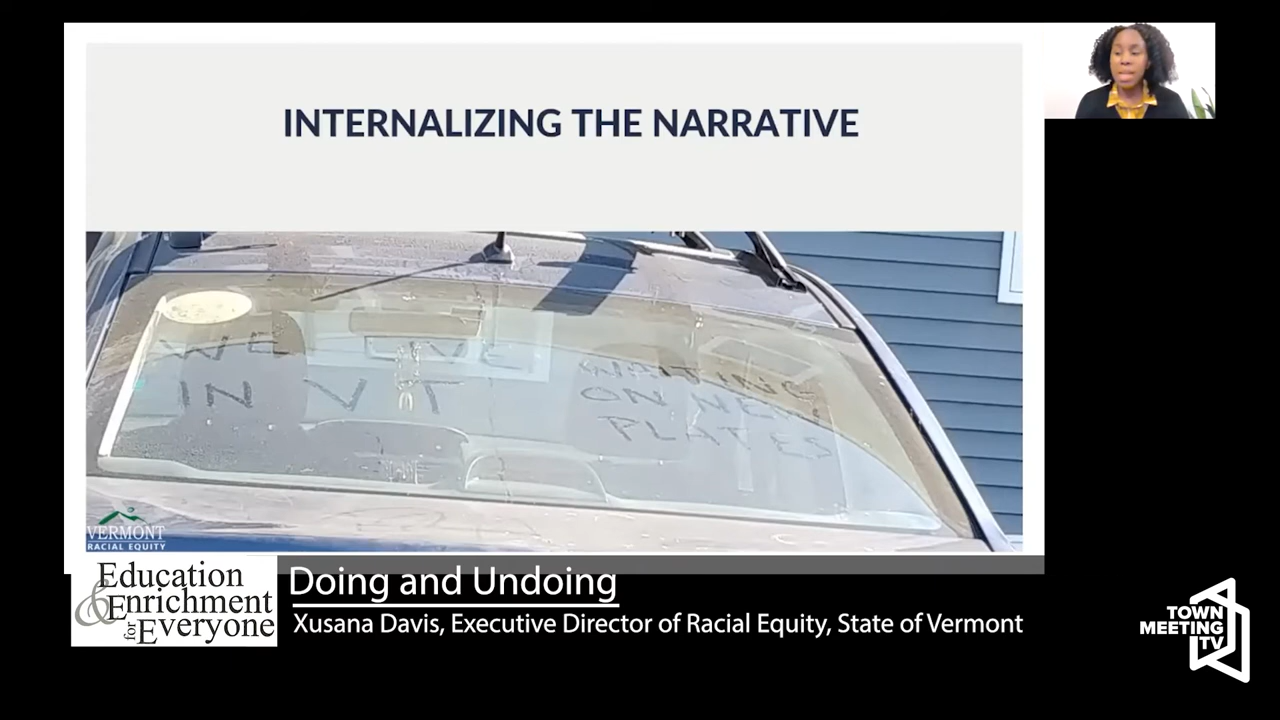 INTERNALIZING THE NARRATIVE
WE LIVE
IN VT
WAITING
ON NEW
PLATES
VERMONT
RACIAL EQUITY
Education
& Enrichment
for Everyone
Doing and Undoing
Xusana Davis, Executive Director of Racial Equity, State of Vermont
TOWN
MEETING
TV